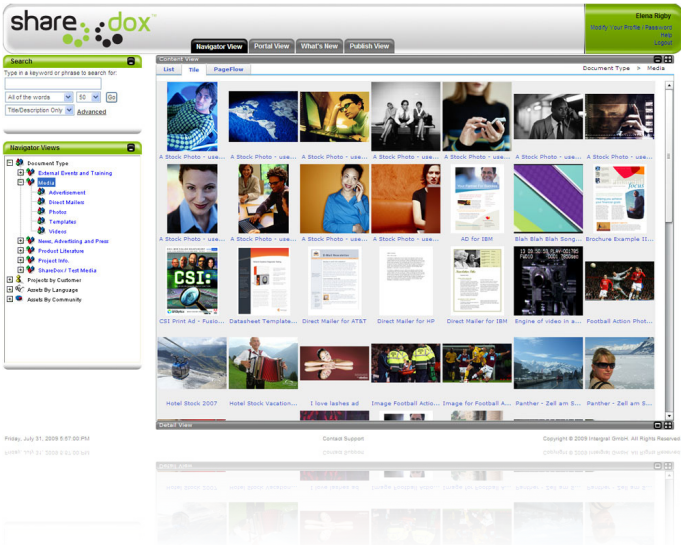 share dox™
Elena Rigby
Modify Your Profile / Password
Help
Logout
Navigator View
Portal View
What's New
Publish View
Search
Type in a keyword or phrase to search for:
All of the words
50
Go
Title/Description Only
Advanced
Navigator Views
Document Type
External Events and Training
Media
Advertisement
Direct Mailers
Photos
Templates
Videos
News, Advertising and Press
Product Literature
Project Info.
ShareDox / Test Media
Projects by Customer
Assets By Language
Assets By Community
Content View
List
Tile
PageFlow
Document Type > Media
A Stock Photo - use... A Stock Photo - use... A Stock Photo - use... A Stock Photo - use... A Stock Photo - use... A Stock Photo - use... A Stock Photo - use...
focus
A Stock Photo - use... A Stock Photo - use... A Stock Photo - use... A Stock Photo - use... AD for IBM Blah Blah Blah Song... Brochure Example II...
CSI:
CSI Print Ad - Fusio... Datasheet Template... Direct Mailer for AT&T Direct Mailer for HP Direct Mailer for IBM Engine of video in a... Football Action Phot...
Hotel Stock 2007 Hotel Stock Vacation... I love lashes ad Image Football Actio... Image for Football A... Panther - Zell am S... Panther - Zell am S...
Detail View
Friday, July 31, 2009 5:57:00 PM
Contact Support
Copyright © 2009 Intergral GmbH. All Rights Reserved